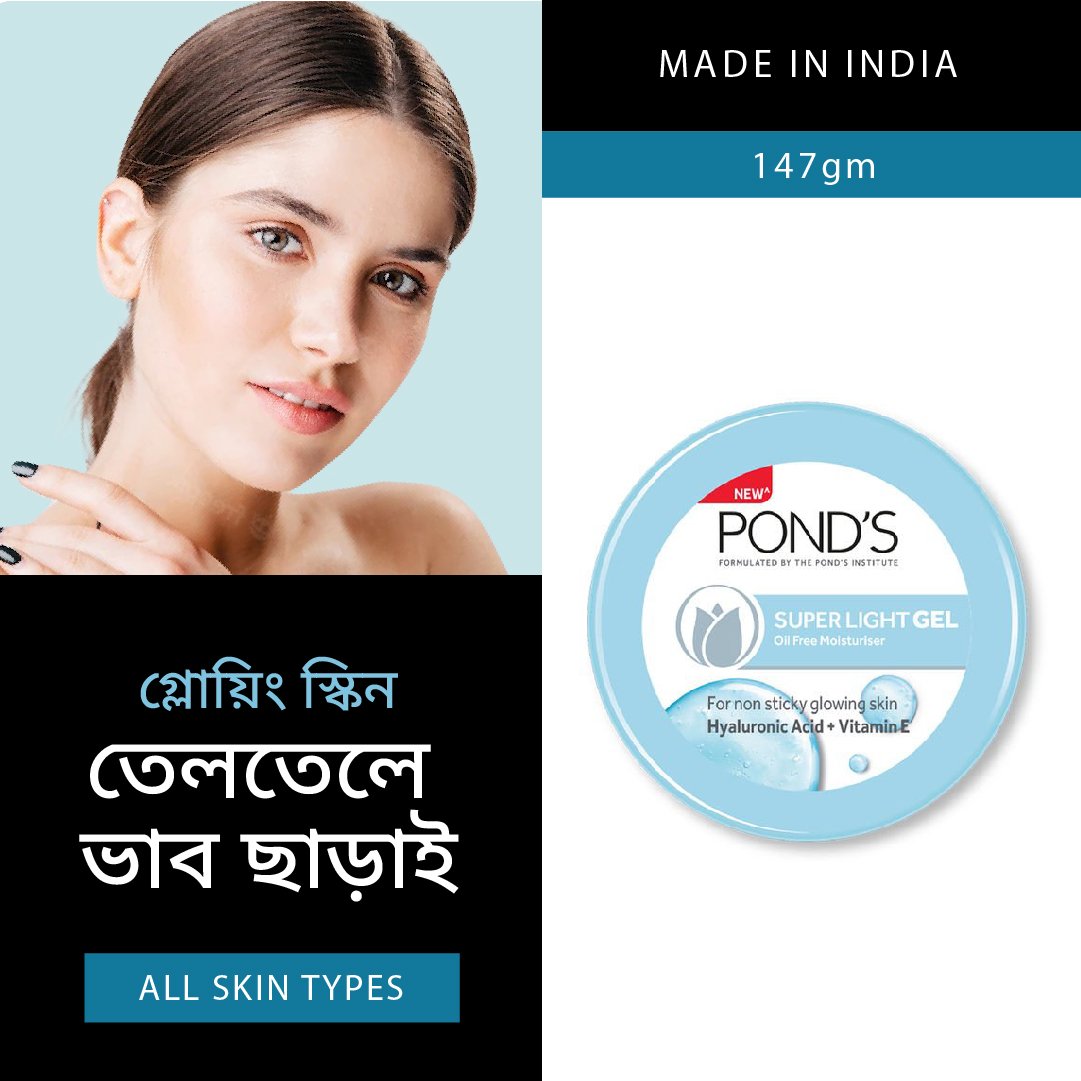 MADE IN INDIA
147gm
NEW^
POND'S
FORMULATED BY THE POND'S INSTITUTE
SUPER LIGHT GEL
Oil Free Moisturiser
For non sticky glowing skin
Hyaluronic Acid + Vitamin E
গ্লোয়িং স্কিন
তেলতেলে
ভাব ছাড়াই
ALL SKIN TYPES